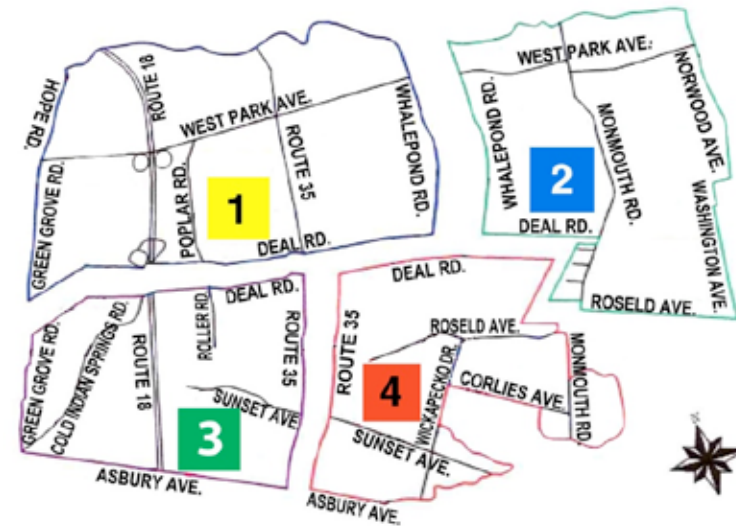 HOPE RD.
ROUTE 18
WEST PARK AVE.
WHALEPOND RD.
GREEN GROVE RD.
POPLAR RD.
1
ROUTE 35
DEAL RD.
WEST PARK AVE.
NORWOOD AVE.
WHALEPOND RD.
MONMOUTH RD.
2
WASHINGTON AVE.
DEAL RD.
ROSELD AVE.
DEAL RD.
GREEN GROVE RD.
COLD INDIAN SPRINGS RD.
ROUTE 18
ROLLER RD.
ROUTE 35
SUNSET AVE.
3
ASBURY AVE.
DEAL RD.
ROUTE 35
ROSELD AVE.
WICKAPECKO DR.
MONMOUTH RD.
CORLIES AVE.
4
SUNSET AVE.
ASBURY AVE.